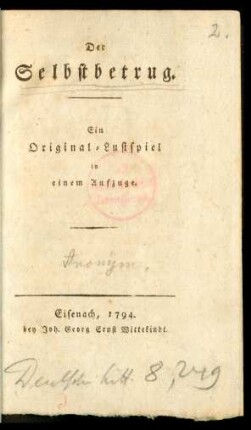 2.
Der
Selbstbetrug.
Ein
Original-Lustspiel
in
einem Aufzuge.
Anonym.
Eisenach, 1794.
bey Joh. Georg Ernst Wittekindt.
Deutsche Litt. 8,